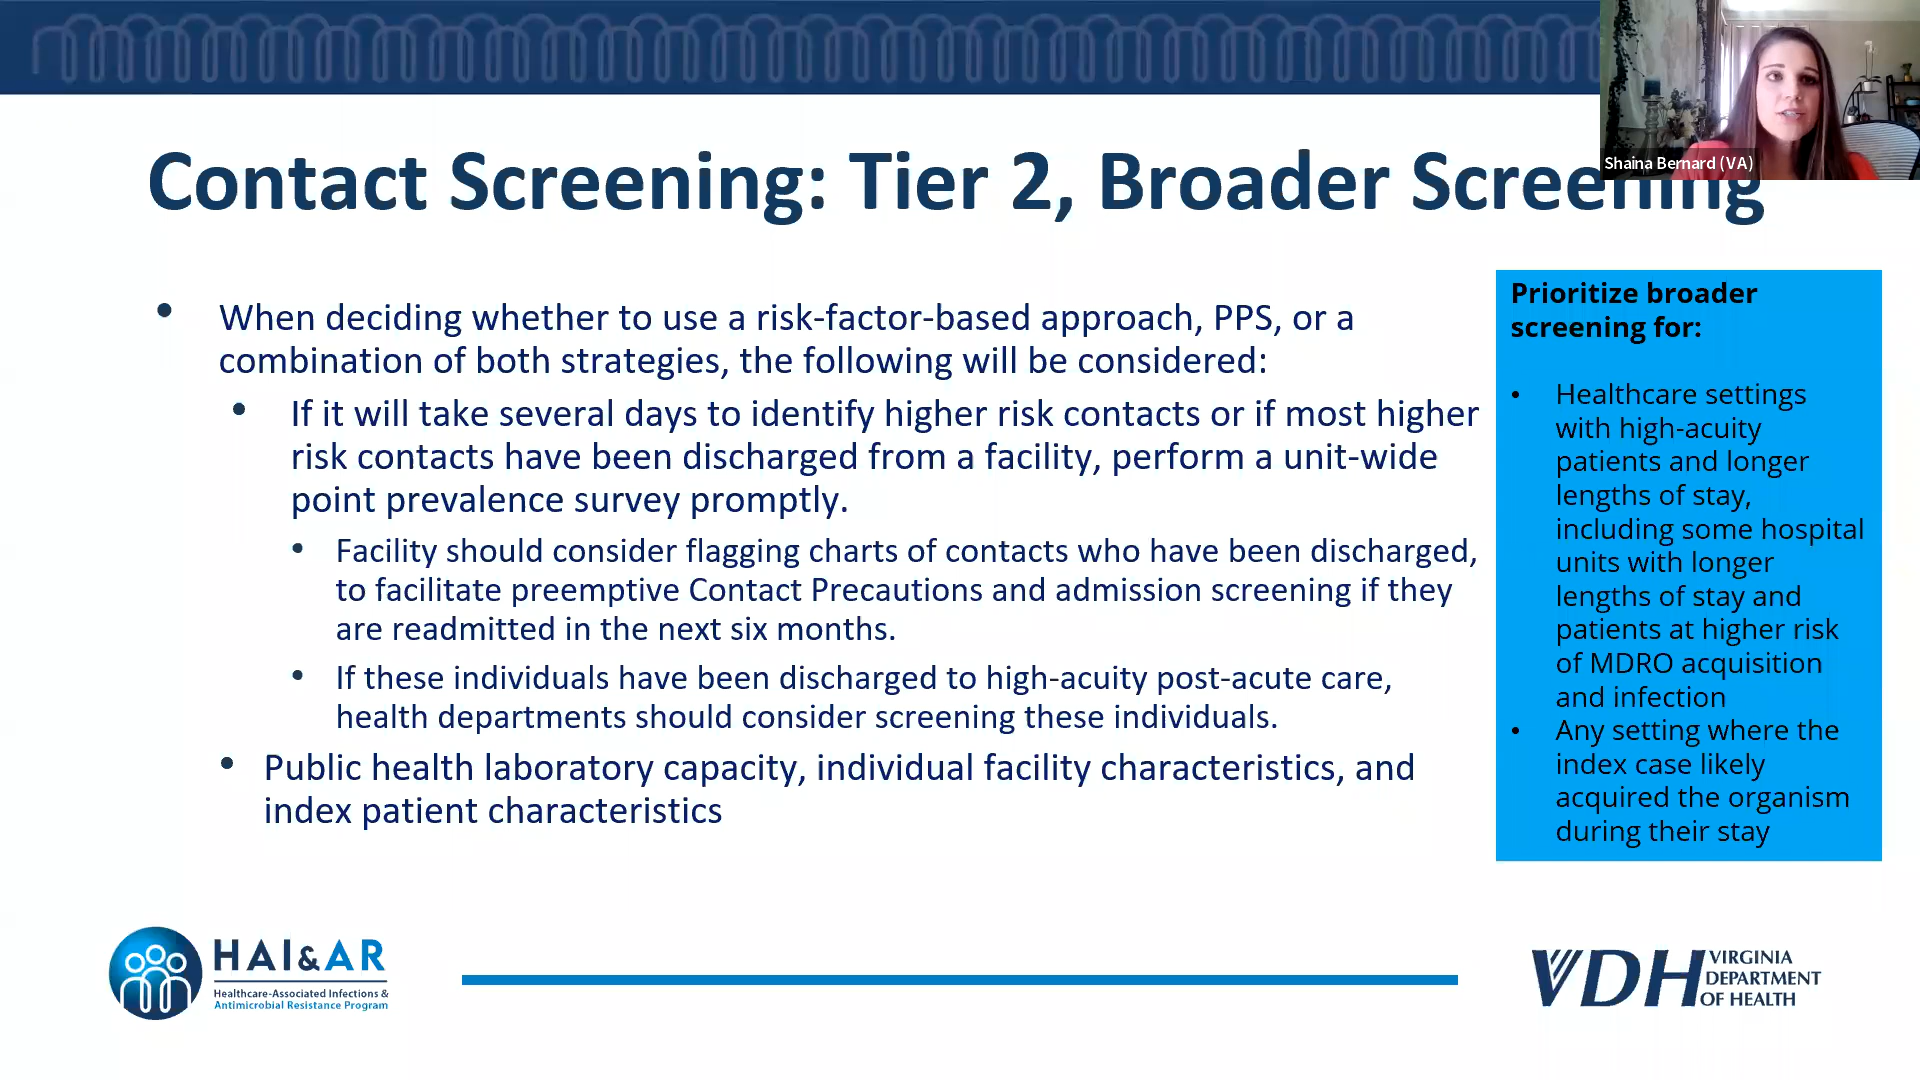 Shaina Bernard (VA)
Contact Screening: Tier 2, Broader Screening
• When deciding whether to use a risk-factor-based approach, PPS, or a
combination of both strategies, the following will be considered:
• If it will take several days to identify higher risk contacts or if most higher
risk contacts have been discharged from a facility, perform a unit-wide
point prevalence survey promptly.
• Facility should consider flagging charts of contacts who have been discharged,
to facilitate preemptive Contact Precautions and admission screening if they
are readmitted in the next six months.
• If these individuals have been discharged to high-acuity post-acute care,
health departments should consider screening these individuals.
• Public health laboratory capacity, individual facility characteristics, and
index patient characteristics
Prioritize broader
screening for:
• Healthcare settings
with high-acuity
patients and longer
lengths of stay,
including some hospital
units with longer
lengths of stay and
patients at higher risk
of MDRO acquisition
and infection
• Any setting where the
index case likely
acquired the organism
during their stay
HAI&AR
Healthcare-Associated Infections &
Antimicrobial Resistance Program
VDH
VIRGINIA
DEPARTMENT
OF HEALTH